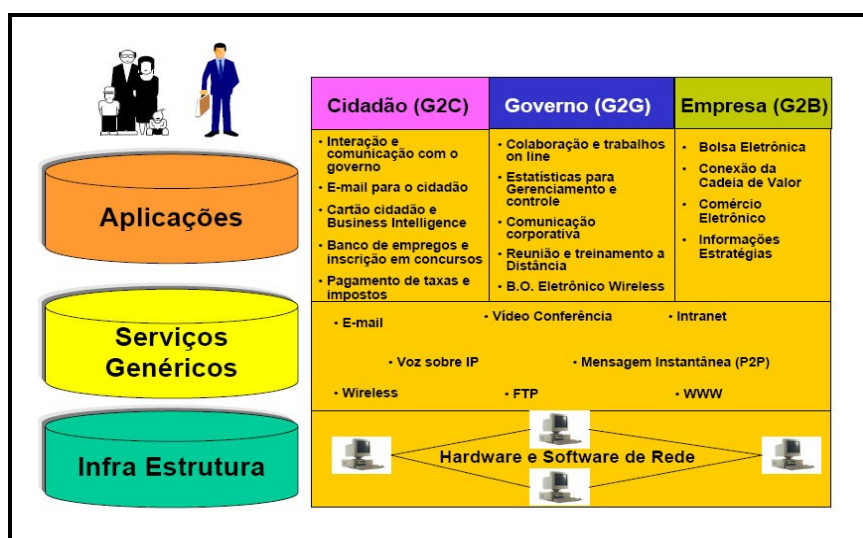 Cidadão (G2C)
Governo (G2G)
Empresa (G2B)
Aplicações
• Interação e
comunicação com o
governo
• E-mail para o cidadão
• Cartão cidadão e
Business Intelligence
• Banco de empregos e
inscrição em concursos
• Pagamento de taxas e
impostos
• Colaboração e trabalhos
on line
• Estatísticas para
Gerenciamento e
controle
• Comunicação
corporativa
• Reunião e treinamento a
Distância
• B.O. Eletrônico Wireless
• Bolsa Eletrônica
• Conexão da
Cadeia de Valor
• Comércio
Eletrônico
• Informações
Estratégias
Serviços
Genéricos
• E-mail
• Vídeo Conferência
• Intranet
• Voz sobre IP
• Mensagem Instantânea (P2P)
• Wireless
• FTP
• WWW
Infra Estrutura
Hardware e Software de Rede